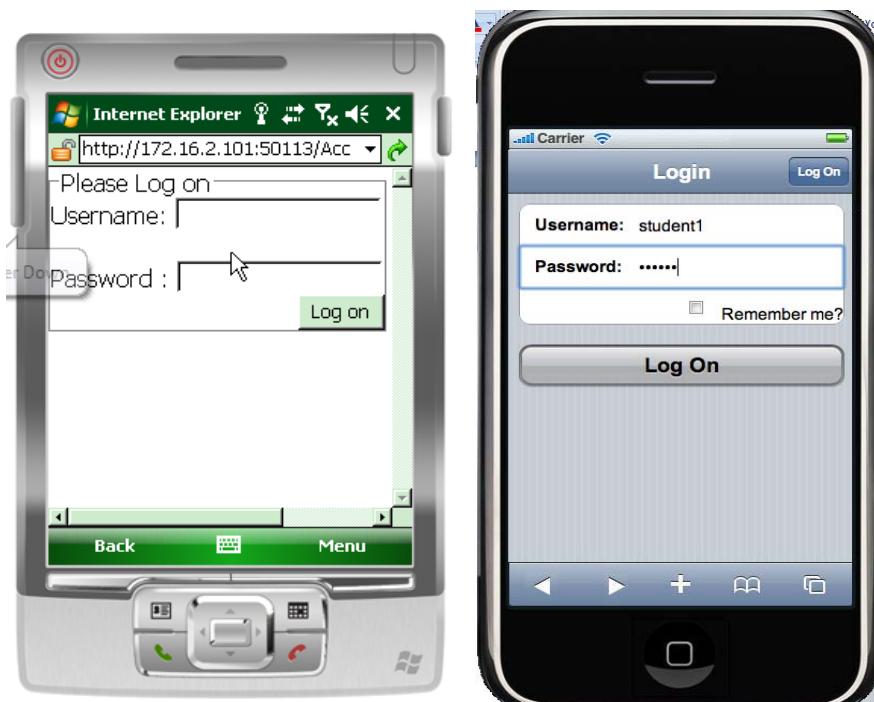 Internet Explorer
http://172.16.2.101:50113/Acc
Please Log on
Username:
Password :
Log on
Back
Menu
Carrier
Login
Log On
Username: student1
Password: ••••••
Remember me?
Log On